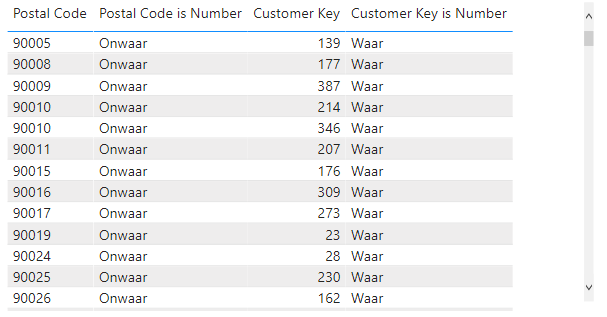 Postal Code Postal Code is Number Customer Key Customer Key is Number
90005 Onwaar 139 Waar
90008 Onwaar 177 Waar
90009 Onwaar 387 Waar
90010 Onwaar 214 Waar
90010 Onwaar 346 Waar
90011 Onwaar 207 Waar
90015 Onwaar 176 Waar
90016 Onwaar 309 Waar
90017 Onwaar 273 Waar
90019 Onwaar 23 Waar
90024 Onwaar 28 Waar
90025 Onwaar 230 Waar
90026 Onwaar 162 Waar